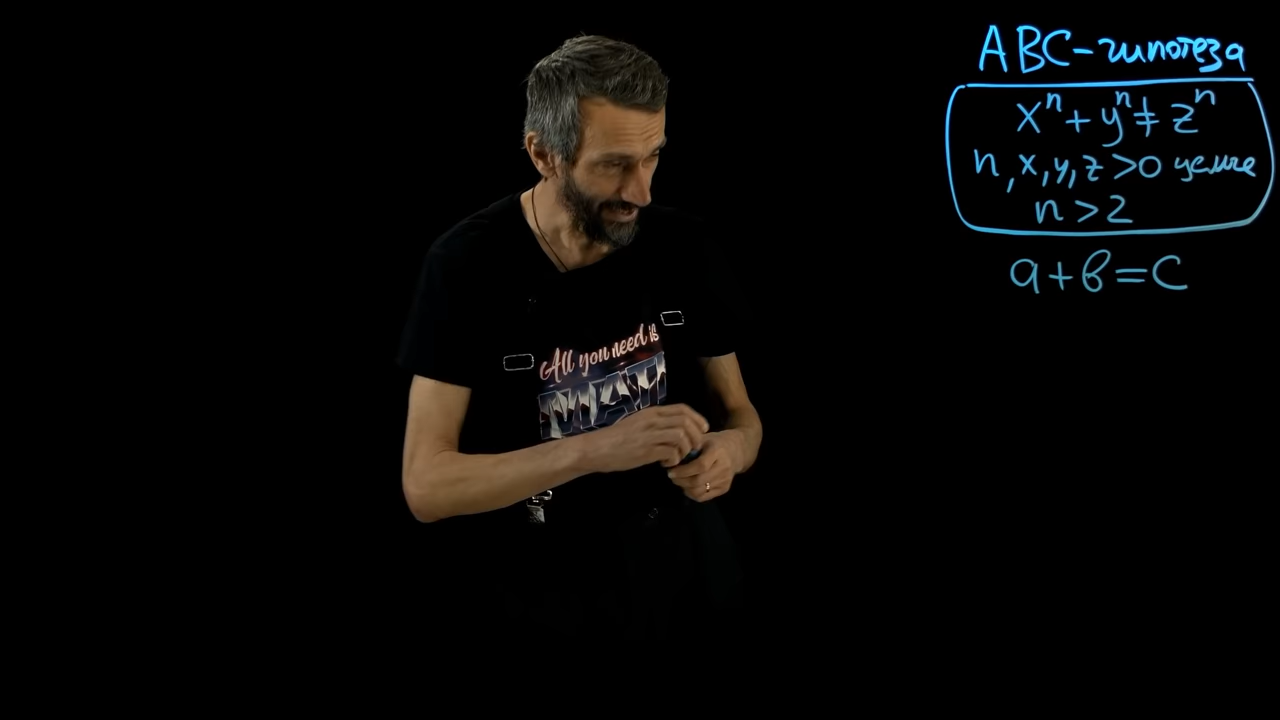 ABC-гипотеза
xⁿ + yⁿ ≠ zⁿ
n, x, y, z > 0 целые
n > 2
a + b = c
All you need is
MATH